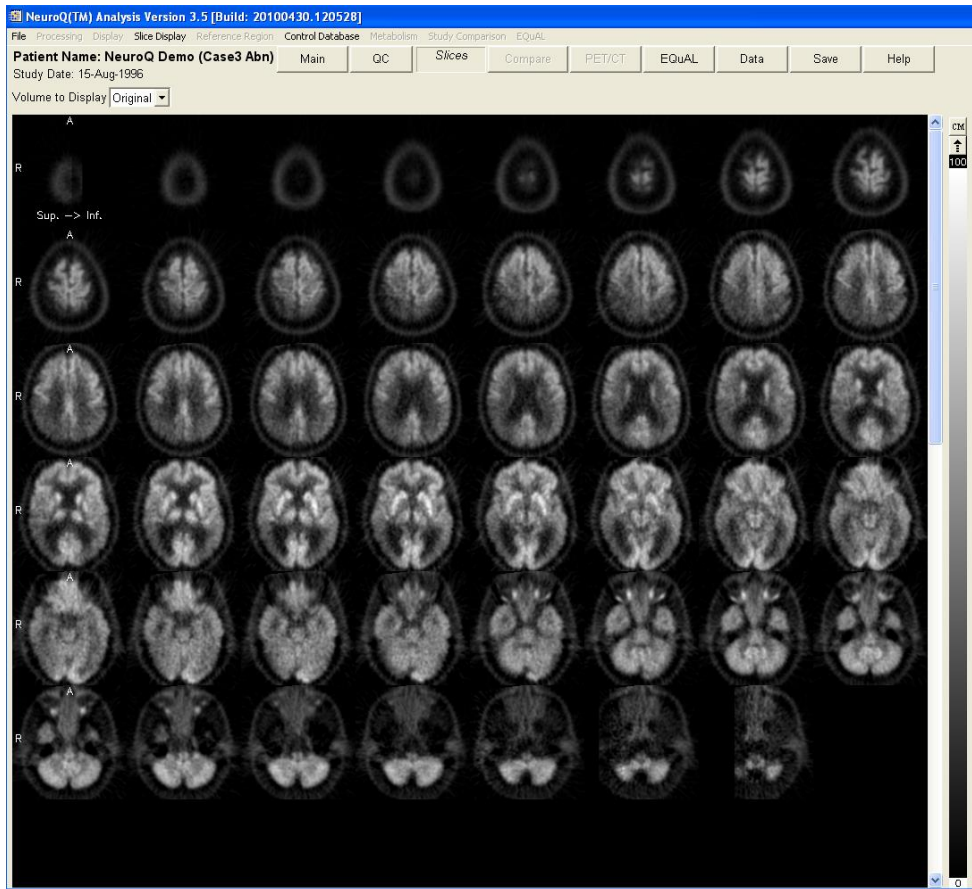 NeuroQ(TM) Analysis Version 3.5 [Build: 20100430.120528]
File Processing Display Slice Display Reference Region Control Database Metabolism Study Comparison EQuAL
Patient Name: NeuroQ Demo (Case3 Abn) Main QC Slices Compare PET/CT EQuAL Data Save Help
Study Date: 15-Aug-1996
Volume to Display Original
A
CM
100
R
Sup. -> Inf.
A
R
A
R
A
R
A
R
A
R
0